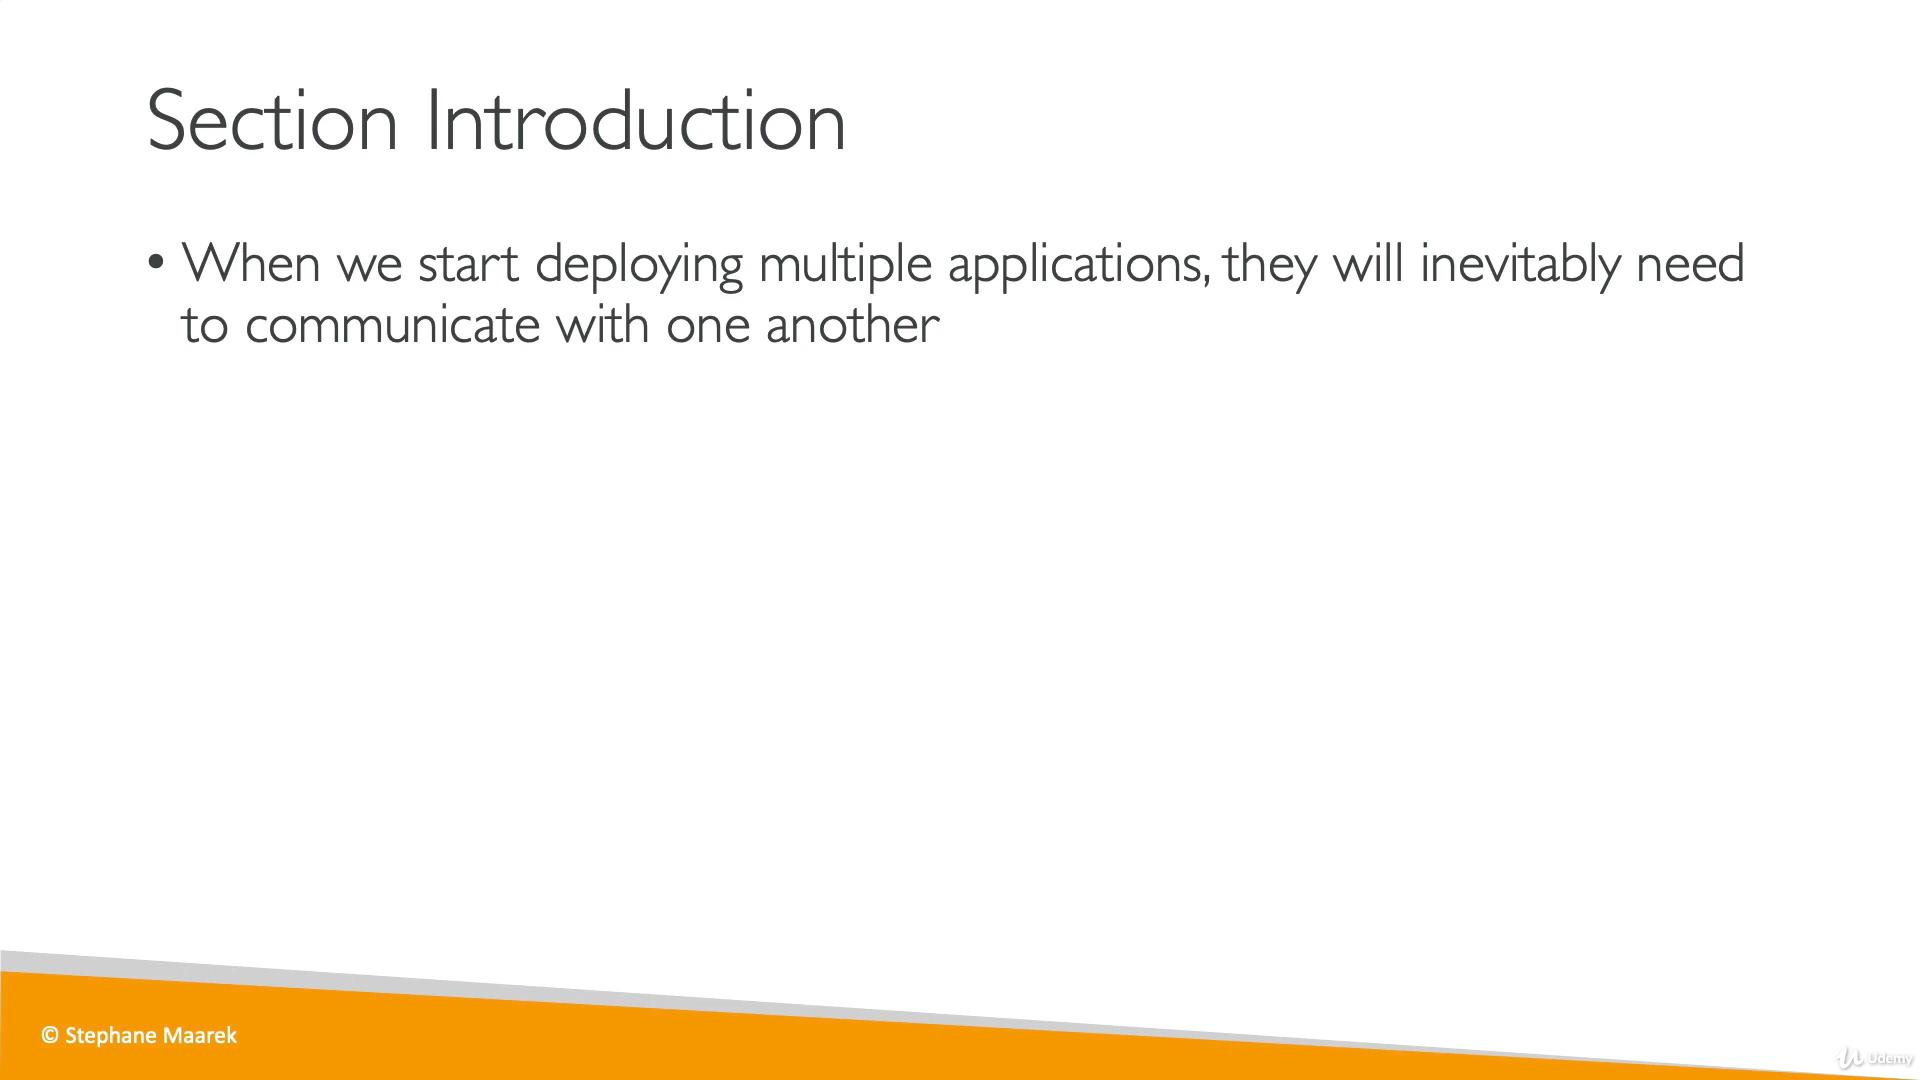 Section Introduction
• When we start deploying multiple applications, they will inevitably need
to communicate with one another
© Stephane Maarek
Udemy